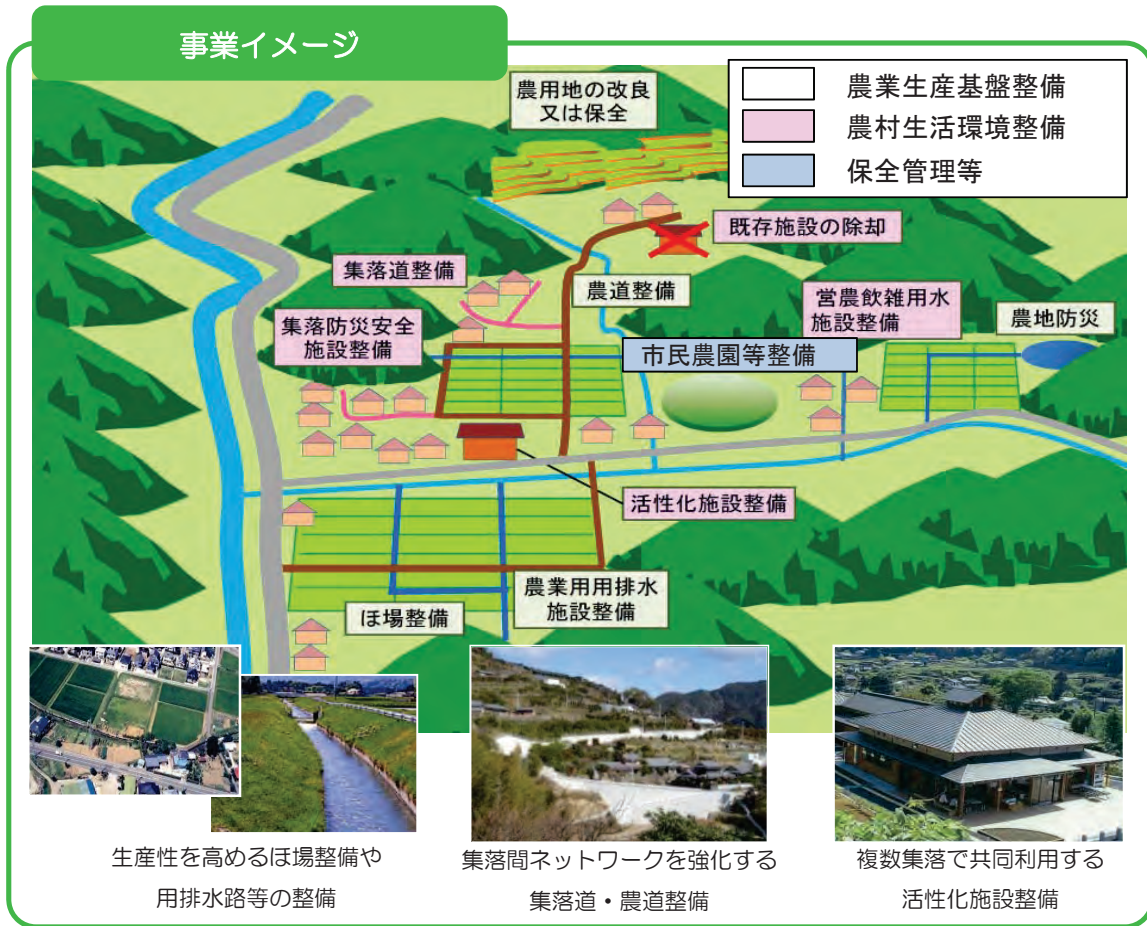 事業イメージ
農業生産基盤整備
農村生活環境整備
保全管理等
農用地の改良
又は保全
既存施設の除却
集落道整備
農道整備
営農飲雑用水
施設整備
農地防災
集落防災安全
施設整備
市民農園等整備
活性化施設整備
農業用用排水
施設整備
ほ場整備
生産性を高めるほ場整備や
用排水路等の整備
集落間ネットワークを強化する
集落道・農道整備
複数集落で共同利用する
活性化施設整備